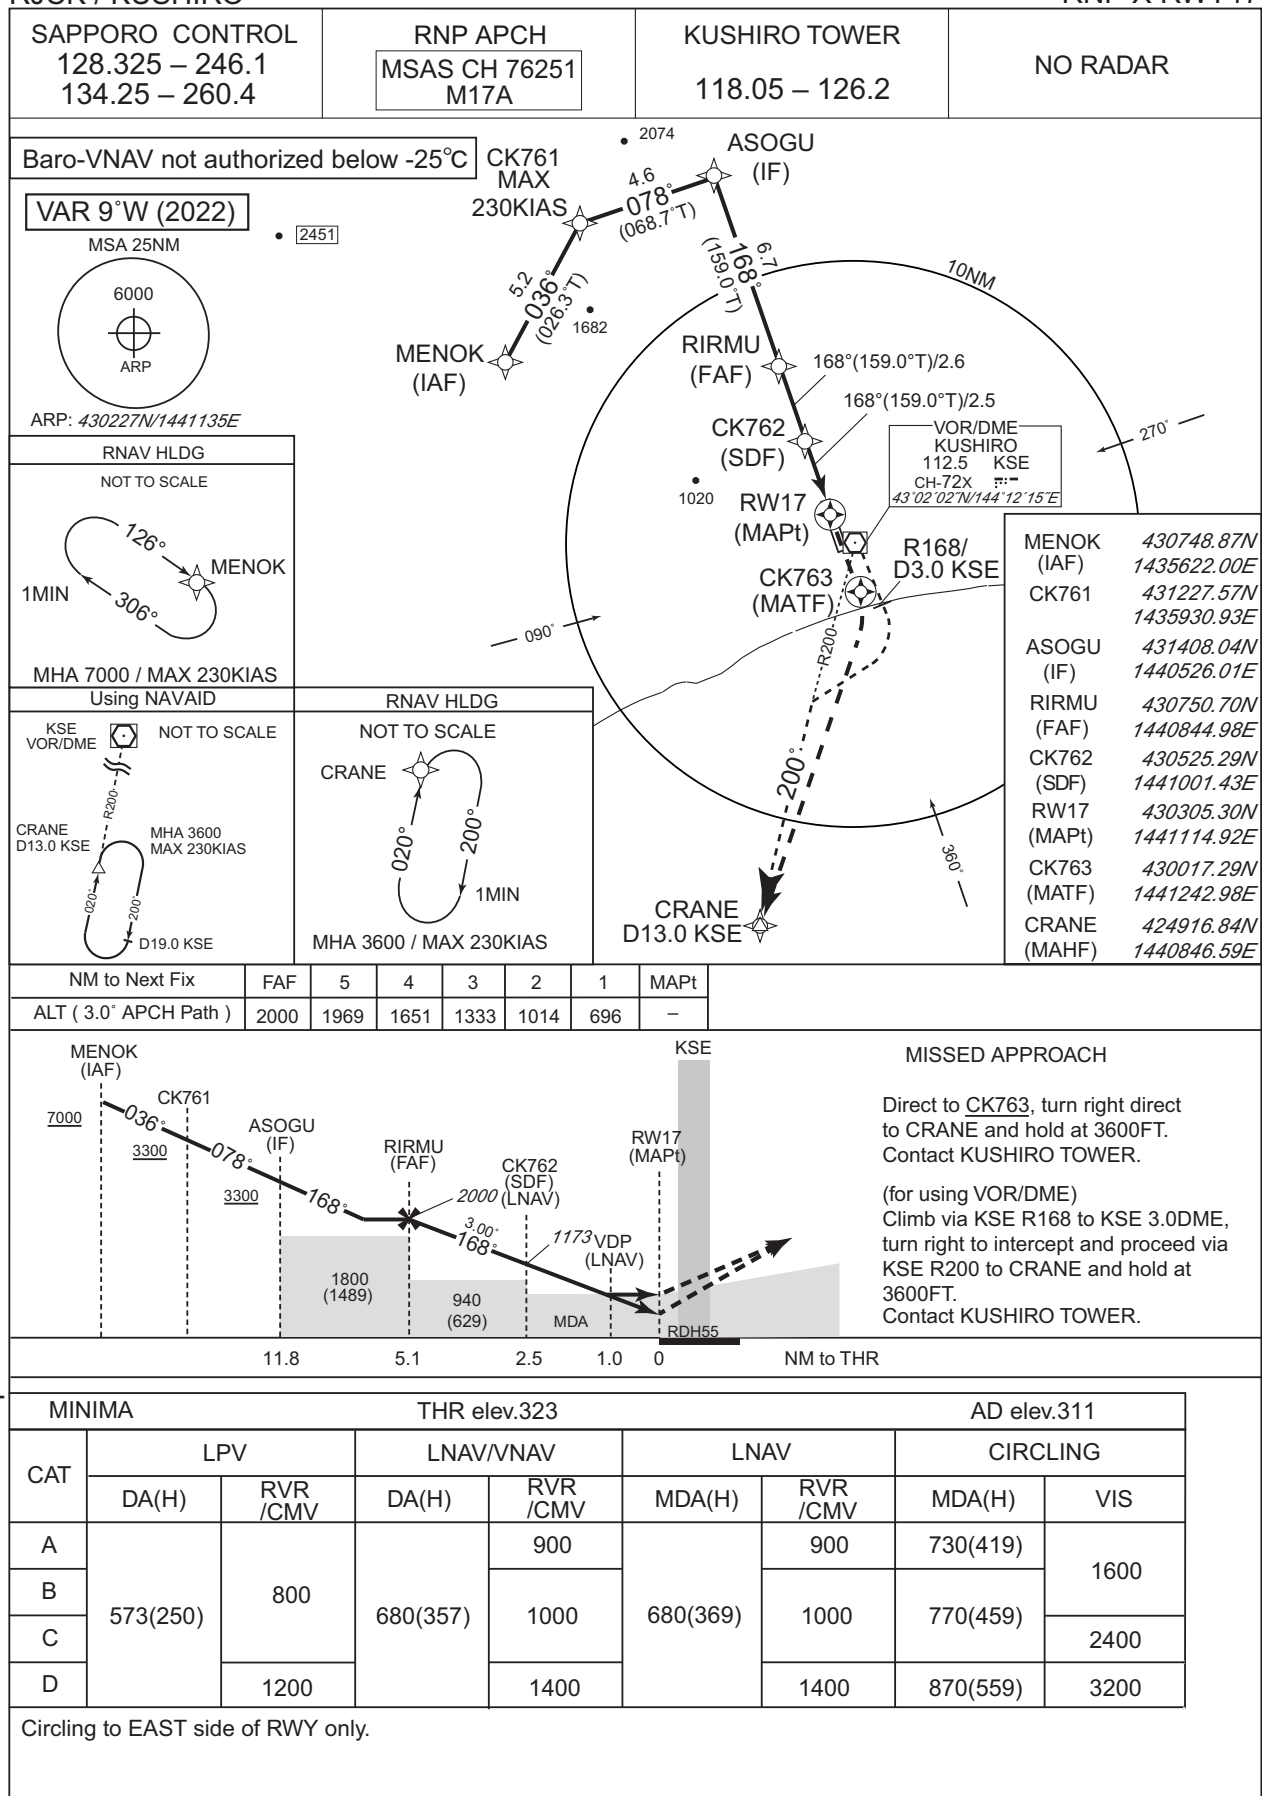 RJCK / KUSHIRO
RNP X RWY 17
SAPPORO CONTROL
128.325 – 246.1
134.25 – 260.4
RNP APCH
MSAS CH 76251
M17A
KUSHIRO TOWER
118.05 – 126.2
NO RADAR
Baro-VNAV not authorized below -25°C
VAR 9°W (2022)
MSA 25NM
6000
ARP
ARP: 430227N/1441135E
2451
2074
CK761
MAX
230KIAS
ASOGU
(IF)
4.6
078°
(068.7°T)
5.2
036°
(026.3°T)
1682
MENOK
(IAF)
6.7
168°
(159.0°T)
10NM
RIRMU
(FAF)
168°(159.0°T)/2.6
168°(159.0°T)/2.5
CK762
(SDF)
1020
VOR/DME
KUSHIRO
112.5 KSE
CH-72X
43°02'02"N/144°12'15"E
270°
RW17
(MAPt)
R168/
D3.0 KSE
CK763
(MATF)
090°
R200
200°
360°
CRANE
D13.0 KSE
RNAV HLDG
NOT TO SCALE
126°
MENOK
1MIN
306°
MHA 7000 / MAX 230KIAS
Using NAVAID
KSE
VOR/DME
NOT TO SCALE
R200
CRANE
D13.0 KSE
MHA 3600
MAX 230KIAS
020°
200°
D19.0 KSE
RNAV HLDG
NOT TO SCALE
CRANE
020°
200°
1MIN
MHA 3600 / MAX 230KIAS
MENOK 430748.87N
(IAF) 1435622.00E
CK761 431227.57N
1435930.93E
ASOGU 431408.04N
(IF) 1440526.01E
RIRMU 430750.70N
(FAF) 1440844.98E
CK762 430525.29N
(SDF) 1441001.43E
RW17 430305.30N
(MAPt) 1441114.92E
CK763 430017.29N
(MATF) 1441242.98E
CRANE 424916.84N
(MAHF) 1440846.59E
NM to Next Fix FAF 5 4 3 2 1 MAPt
ALT ( 3.0° APCH Path ) 2000 1969 1651 1333 1014 696 –
MENOK
(IAF)
7000
036°
CK761
3300
078°
ASOGU
(IF)
3300
168°
RIRMU
(FAF)
2000
CK762
(SDF)
(LNAV)
3.00°
168°
1173
VDP
(LNAV)
RW17
(MAPt)
KSE
1800
(1489)
940
(629)
MDA
RDH55
11.8 5.1 2.5 1.0 0 NM to THR
MISSED APPROACH
Direct to CK763, turn right direct
to CRANE and hold at 3600FT.
Contact KUSHIRO TOWER.
(for using VOR/DME)
Climb via KSE R168 to KSE 3.0DME,
turn right to intercept and proceed via
KSE R200 to CRANE and hold at
3600FT.
Contact KUSHIRO TOWER.
MINIMA THR elev.323 AD elev.311
CAT LPV LNAV/VNAV LNAV CIRCLING
DA(H) RVR/CMV DA(H) RVR/CMV MDA(H) RVR/CMV MDA(H) VIS
A 900 900 730(419)
B 573(250) 800 680(357) 1000 680(369) 1000 770(459) 1600
C 2400
D 1200 1400 1400 870(559) 3200
Circling to EAST side of RWY only.